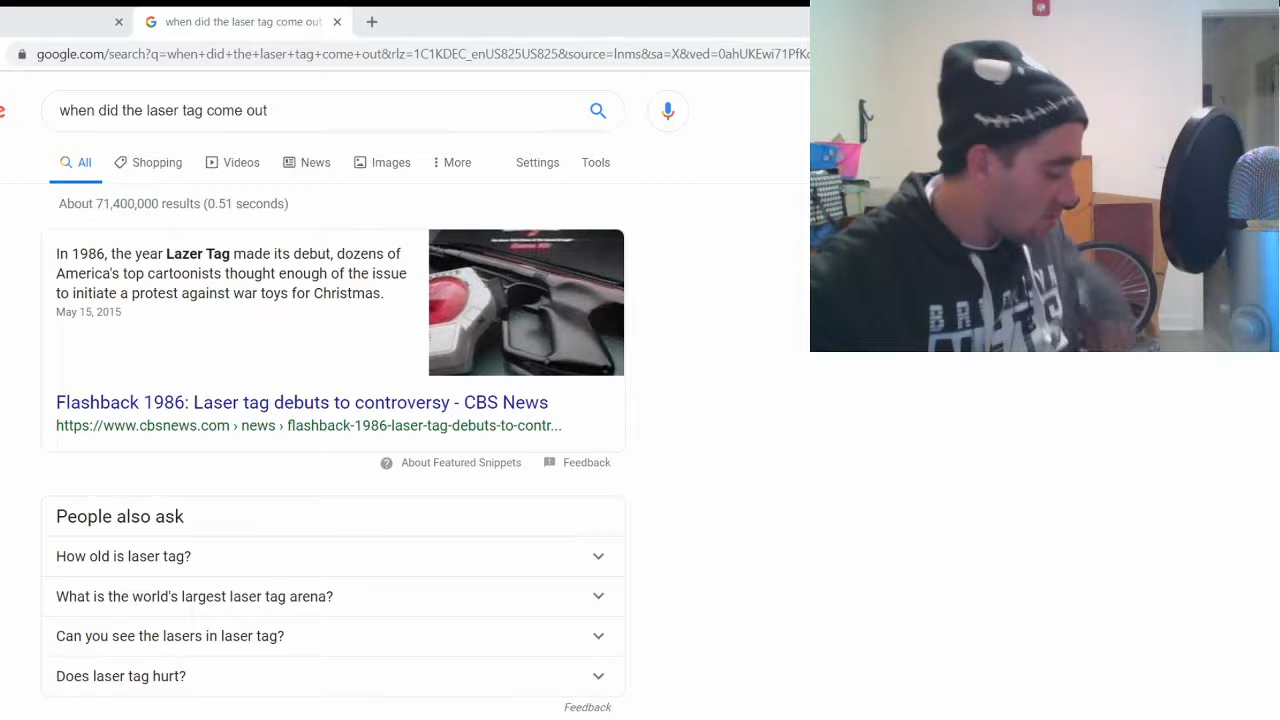 when did the laser tag come out
google.com/search?q=when+did+the+laser+tag+come+out&rlz=1C1KDEC_enUS825US825&source=lnms&sa=X&ved=0ahUKEwi71PfK
e
when did the laser tag come out
All
Shopping
Videos
News
Images
More
Settings
Tools
About 71,400,000 results (0.51 seconds)
In 1986, the year Lazer Tag made its debut, dozens of
America's top cartoonists thought enough of the issue
to initiate a protest against war toys for Christmas.
May 15, 2015
Flashback 1986: Laser tag debuts to controversy - CBS News
https://www.cbsnews.com › news › flashback-1986-laser-tag-debuts-to-contr...
About Featured Snippets
Feedback
People also ask
How old is laser tag?
What is the world's largest laser tag arena?
Can you see the lasers in laser tag?
Does laser tag hurt?
Feedback